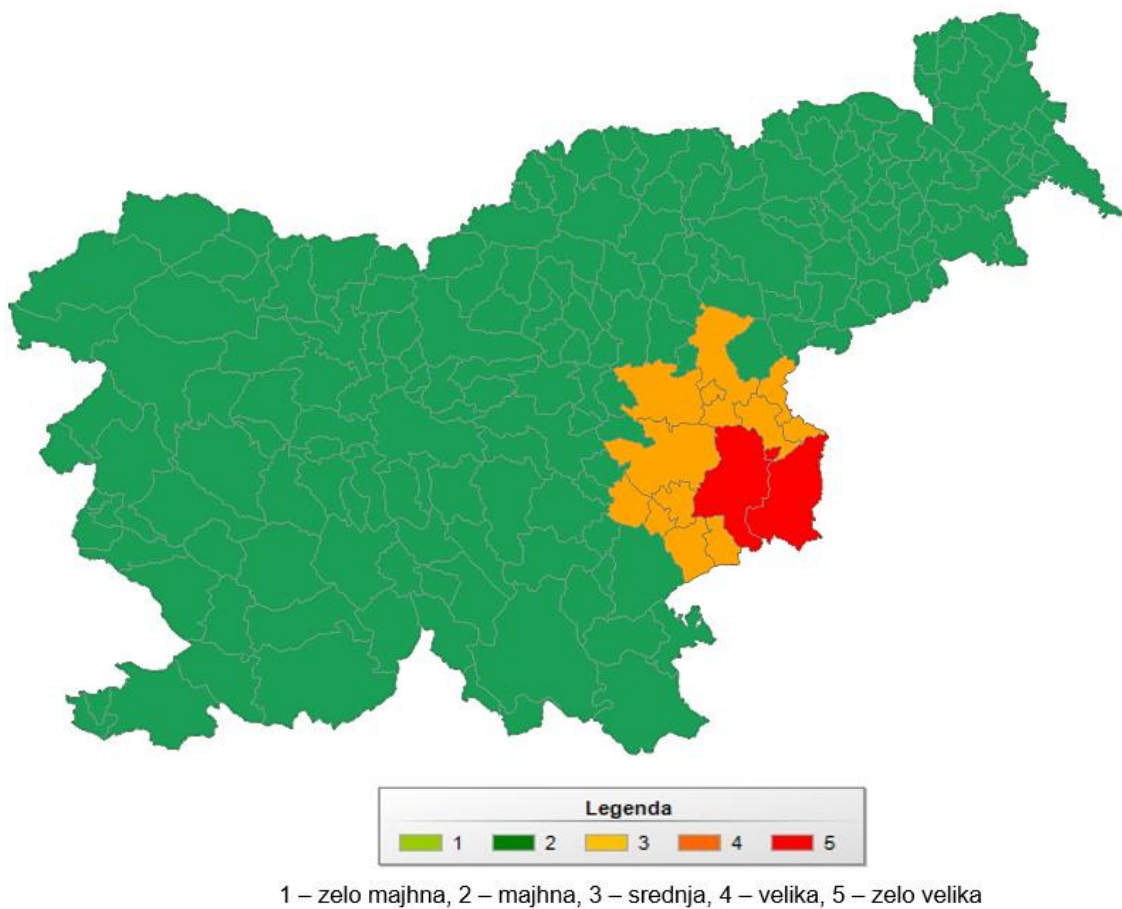 Legenda
1 2 3 4 5
1 – zelo majhna, 2 – majhna, 3 – srednja, 4 – velika, 5 – zelo velika